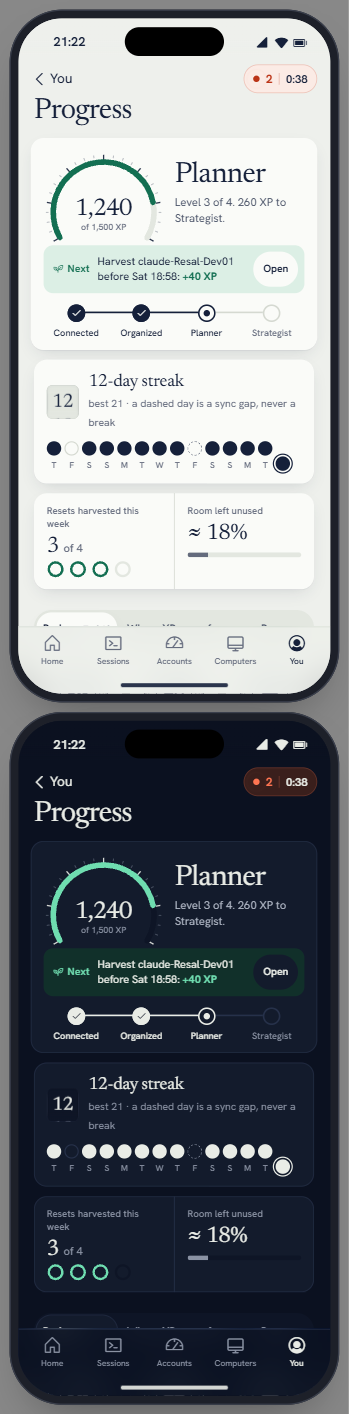 21:22
You
2 0:38
Progress
1,240
of 1,500 XP
Planner
Level 3 of 4. 260 XP to
Strategist.
Next
Harvest claude-Resal-Dev01
before Sat 18:58: +40 XP
Open
Connected Organized Planner Strategist
12
12-day streak
best 21 · a dashed day is a sync gap, never a
break
T F S S M T W T F S S M T
Resets harvested this
week
3 of 4
Room left unused
≈ 18%
Home Sessions Accounts Computers You
21:22
You
2 0:38
Progress
1,240
of 1,500 XP
Planner
Level 3 of 4. 260 XP to
Strategist.
Next
Harvest claude-Resal-Dev01
before Sat 18:58: +40 XP
Open
Connected Organized Planner Strategist
12
12-day streak
best 21 · a dashed day is a sync gap, never a
break
T F S S M T W T F S S M T
Resets harvested this
week
3 of 4
Room left unused
≈ 18%
Home Sessions Accounts Computers You